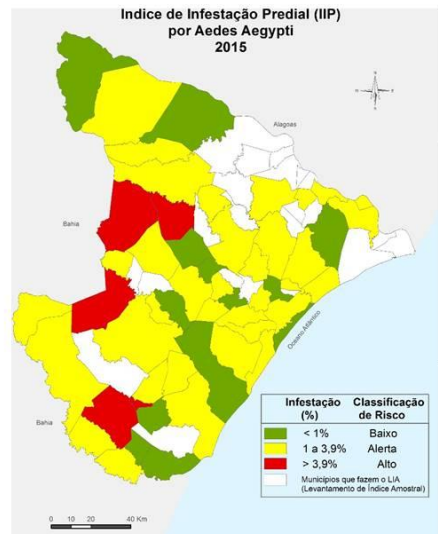 Indice de Infestação Predial (IIP)
por Aedes Aegypti
2015
N
Alagoas
Bahia
Oceano Atlântico
Bahia
Infestação (%) Classificação de Risco
< 1% Baixo
1 a 3,9% Alerta
> 3,9% Alto
Municípios que fazem o LIA
(Levantamento de Índice Amostral)
0 10 20 40 Km